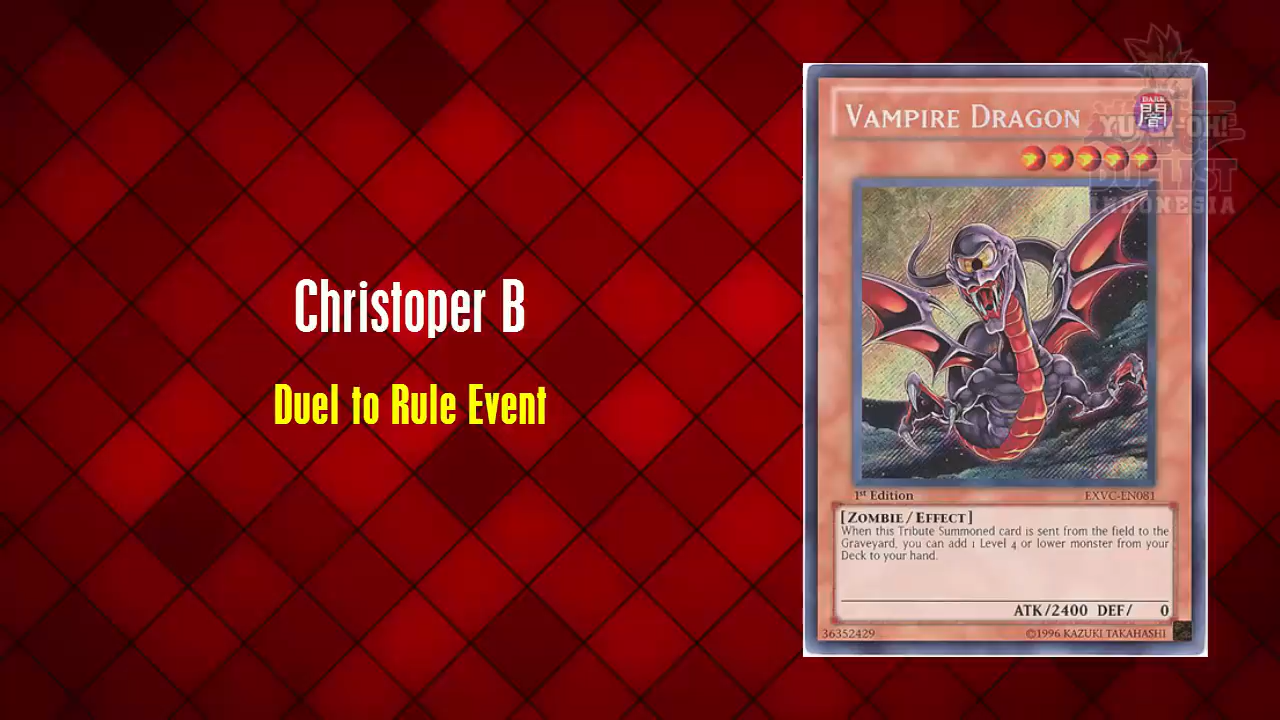 Christoper B
Duel to Rule Event
VAMPIRE DRAGON
DARK
闇
YU-GI-OH!
DUELIST
INDONESIA
1st Edition
EXVC-EN081
[ZOMBIE/EFFECT]
When this Tribute Summoned card is sent from the field to the
Graveyard, you can add 1 Level 4 or lower monster from your
Deck to your hand.
ATK/2400 DEF/ 0
36352429
©1996 KAZUKI TAKAHASHI